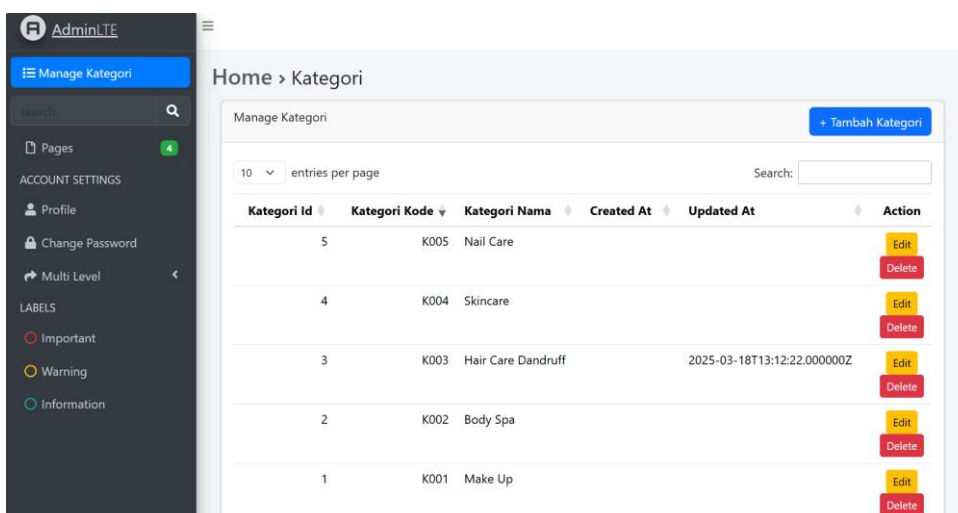 AdminLTE
Manage Kategori
search
Pages 4
ACCOUNT SETTINGS
Profile
Change Password
Multi Level
LABELS
Important
Warning
Information
Home › Kategori
Manage Kategori + Tambah Kategori
10 entries per page Search:
Kategori Id Kategori Kode Kategori Nama Created At Updated At Action
5 K005 Nail Care Edit
Delete
4 K004 Skincare Edit
Delete
3 K003 Hair Care Dandruff 2025-03-18T13:12:22.000000Z Edit
Delete
2 K002 Body Spa Edit
Delete
1 K001 Make Up Edit
Delete